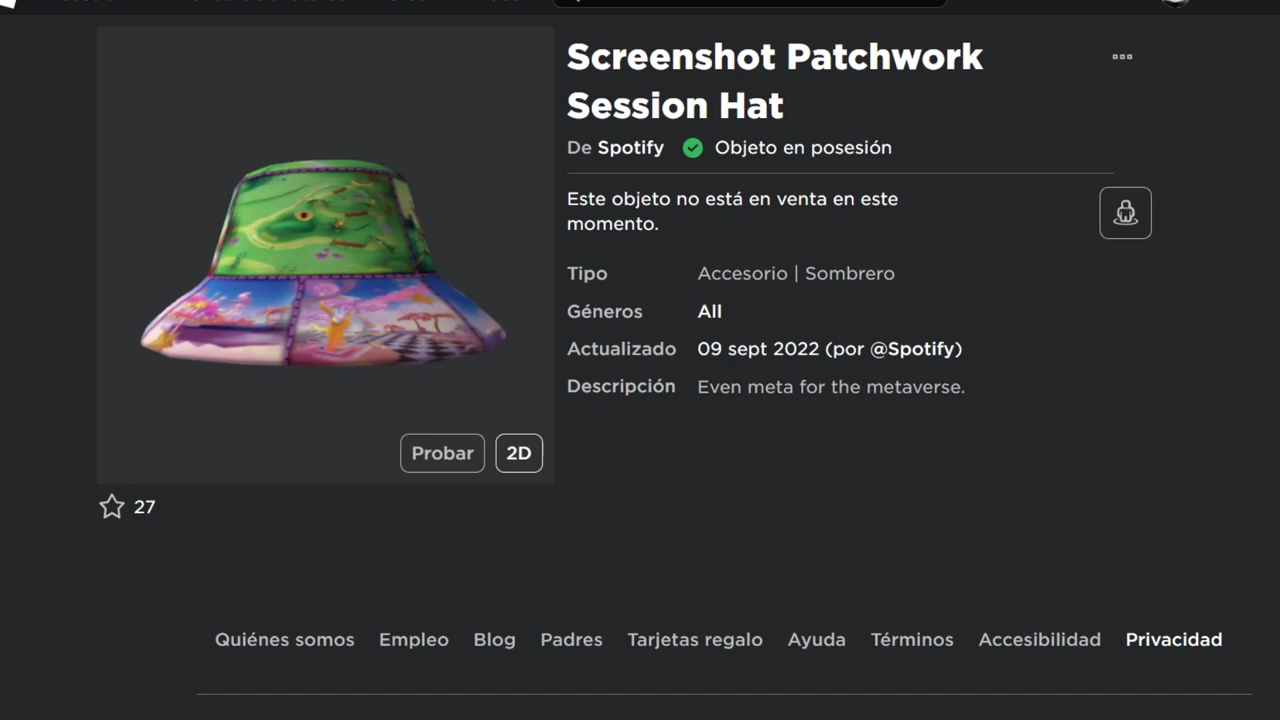 Screenshot Patchwork
Session Hat
De Spotify Objeto en posesión
Este objeto no está en venta en este
momento.
Tipo Accesorio | Sombrero
Géneros All
Actualizado 09 sept 2022 (por @Spotify)
Descripción Even meta for the metaverse.
Probar 2D
27
Quiénes somos Empleo Blog Padres Tarjetas regalo Ayuda Términos Accesibilidad Privacidad